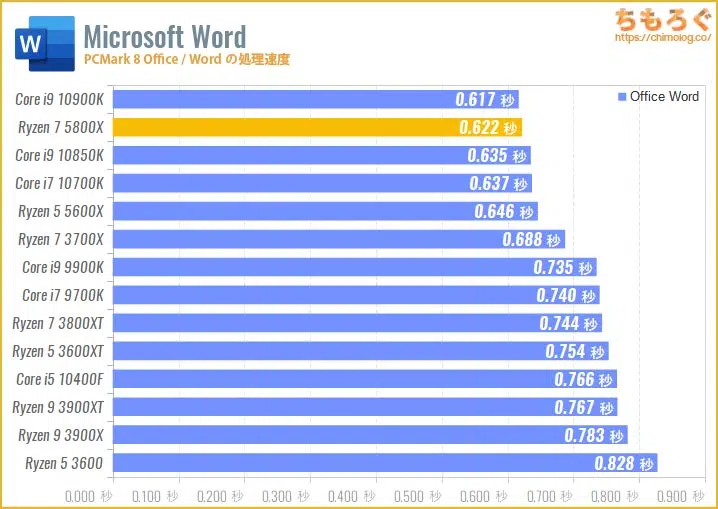 W
Microsoft Word
PCMark 8 Office / Word の処理速度
ちもろぐ
https://chimolog.co/
Office Word
Core i9 10900K 0.617 秒
Ryzen 7 5800X 0.622 秒
Core i9 10850K 0.635 秒
Core i7 10700K 0.637 秒
Ryzen 5 5600X 0.646 秒
Ryzen 7 3700X 0.688 秒
Core i9 9900K 0.735 秒
Core i7 9700K 0.740 秒
Ryzen 7 3800XT 0.744 秒
Ryzen 5 3600XT 0.754 秒
Core i5 10400F 0.766 秒
Ryzen 9 3900XT 0.767 秒
Ryzen 9 3900X 0.783 秒
Ryzen 5 3600 0.828 秒
0.000 秒 0.100 秒 0.200 秒 0.300 秒 0.400 秒 0.500 秒 0.600 秒 0.700 秒 0.800 秒 0.900 秒